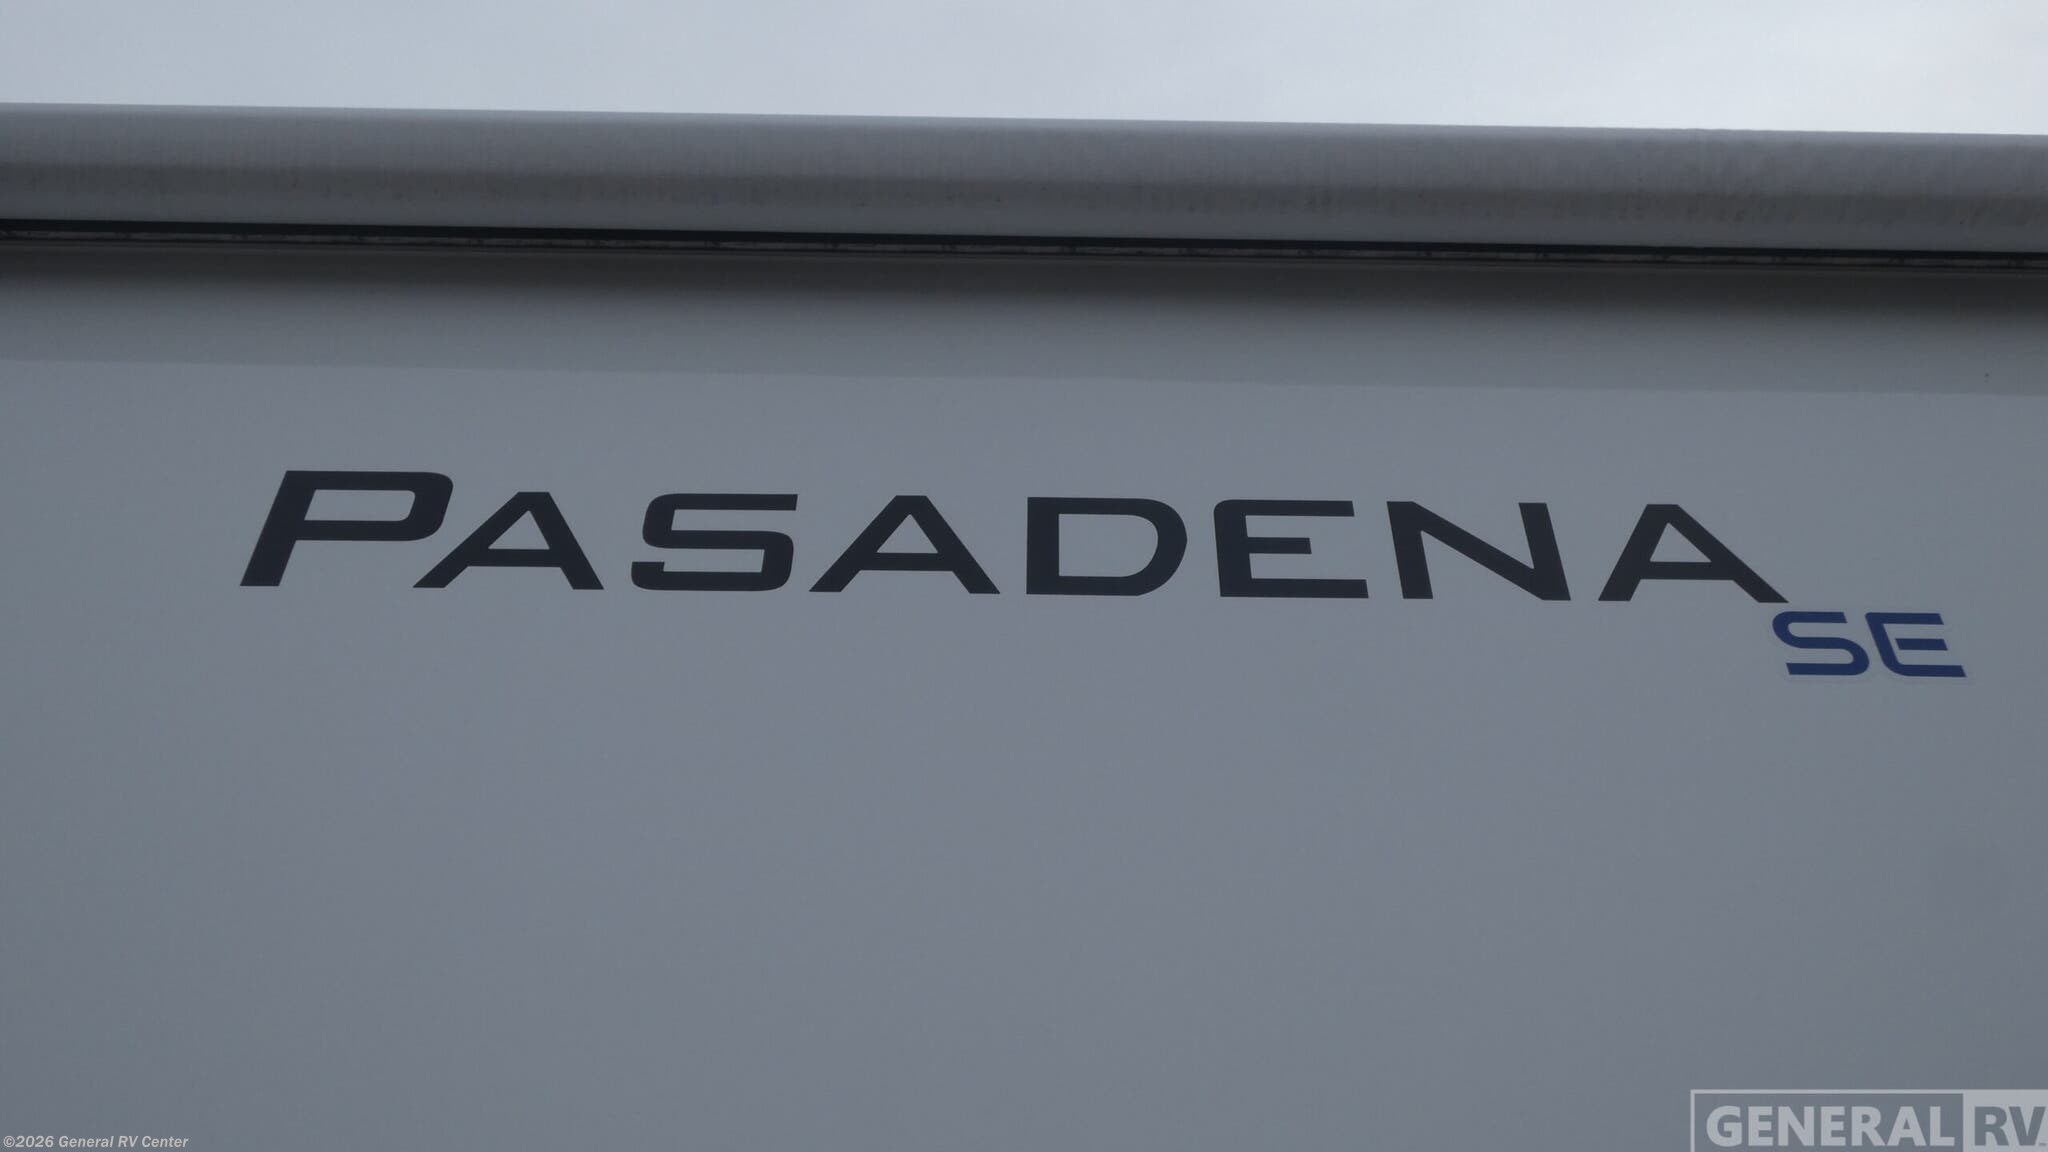 PASADENA
SE
©2026 General RV Center
GENERAL RV